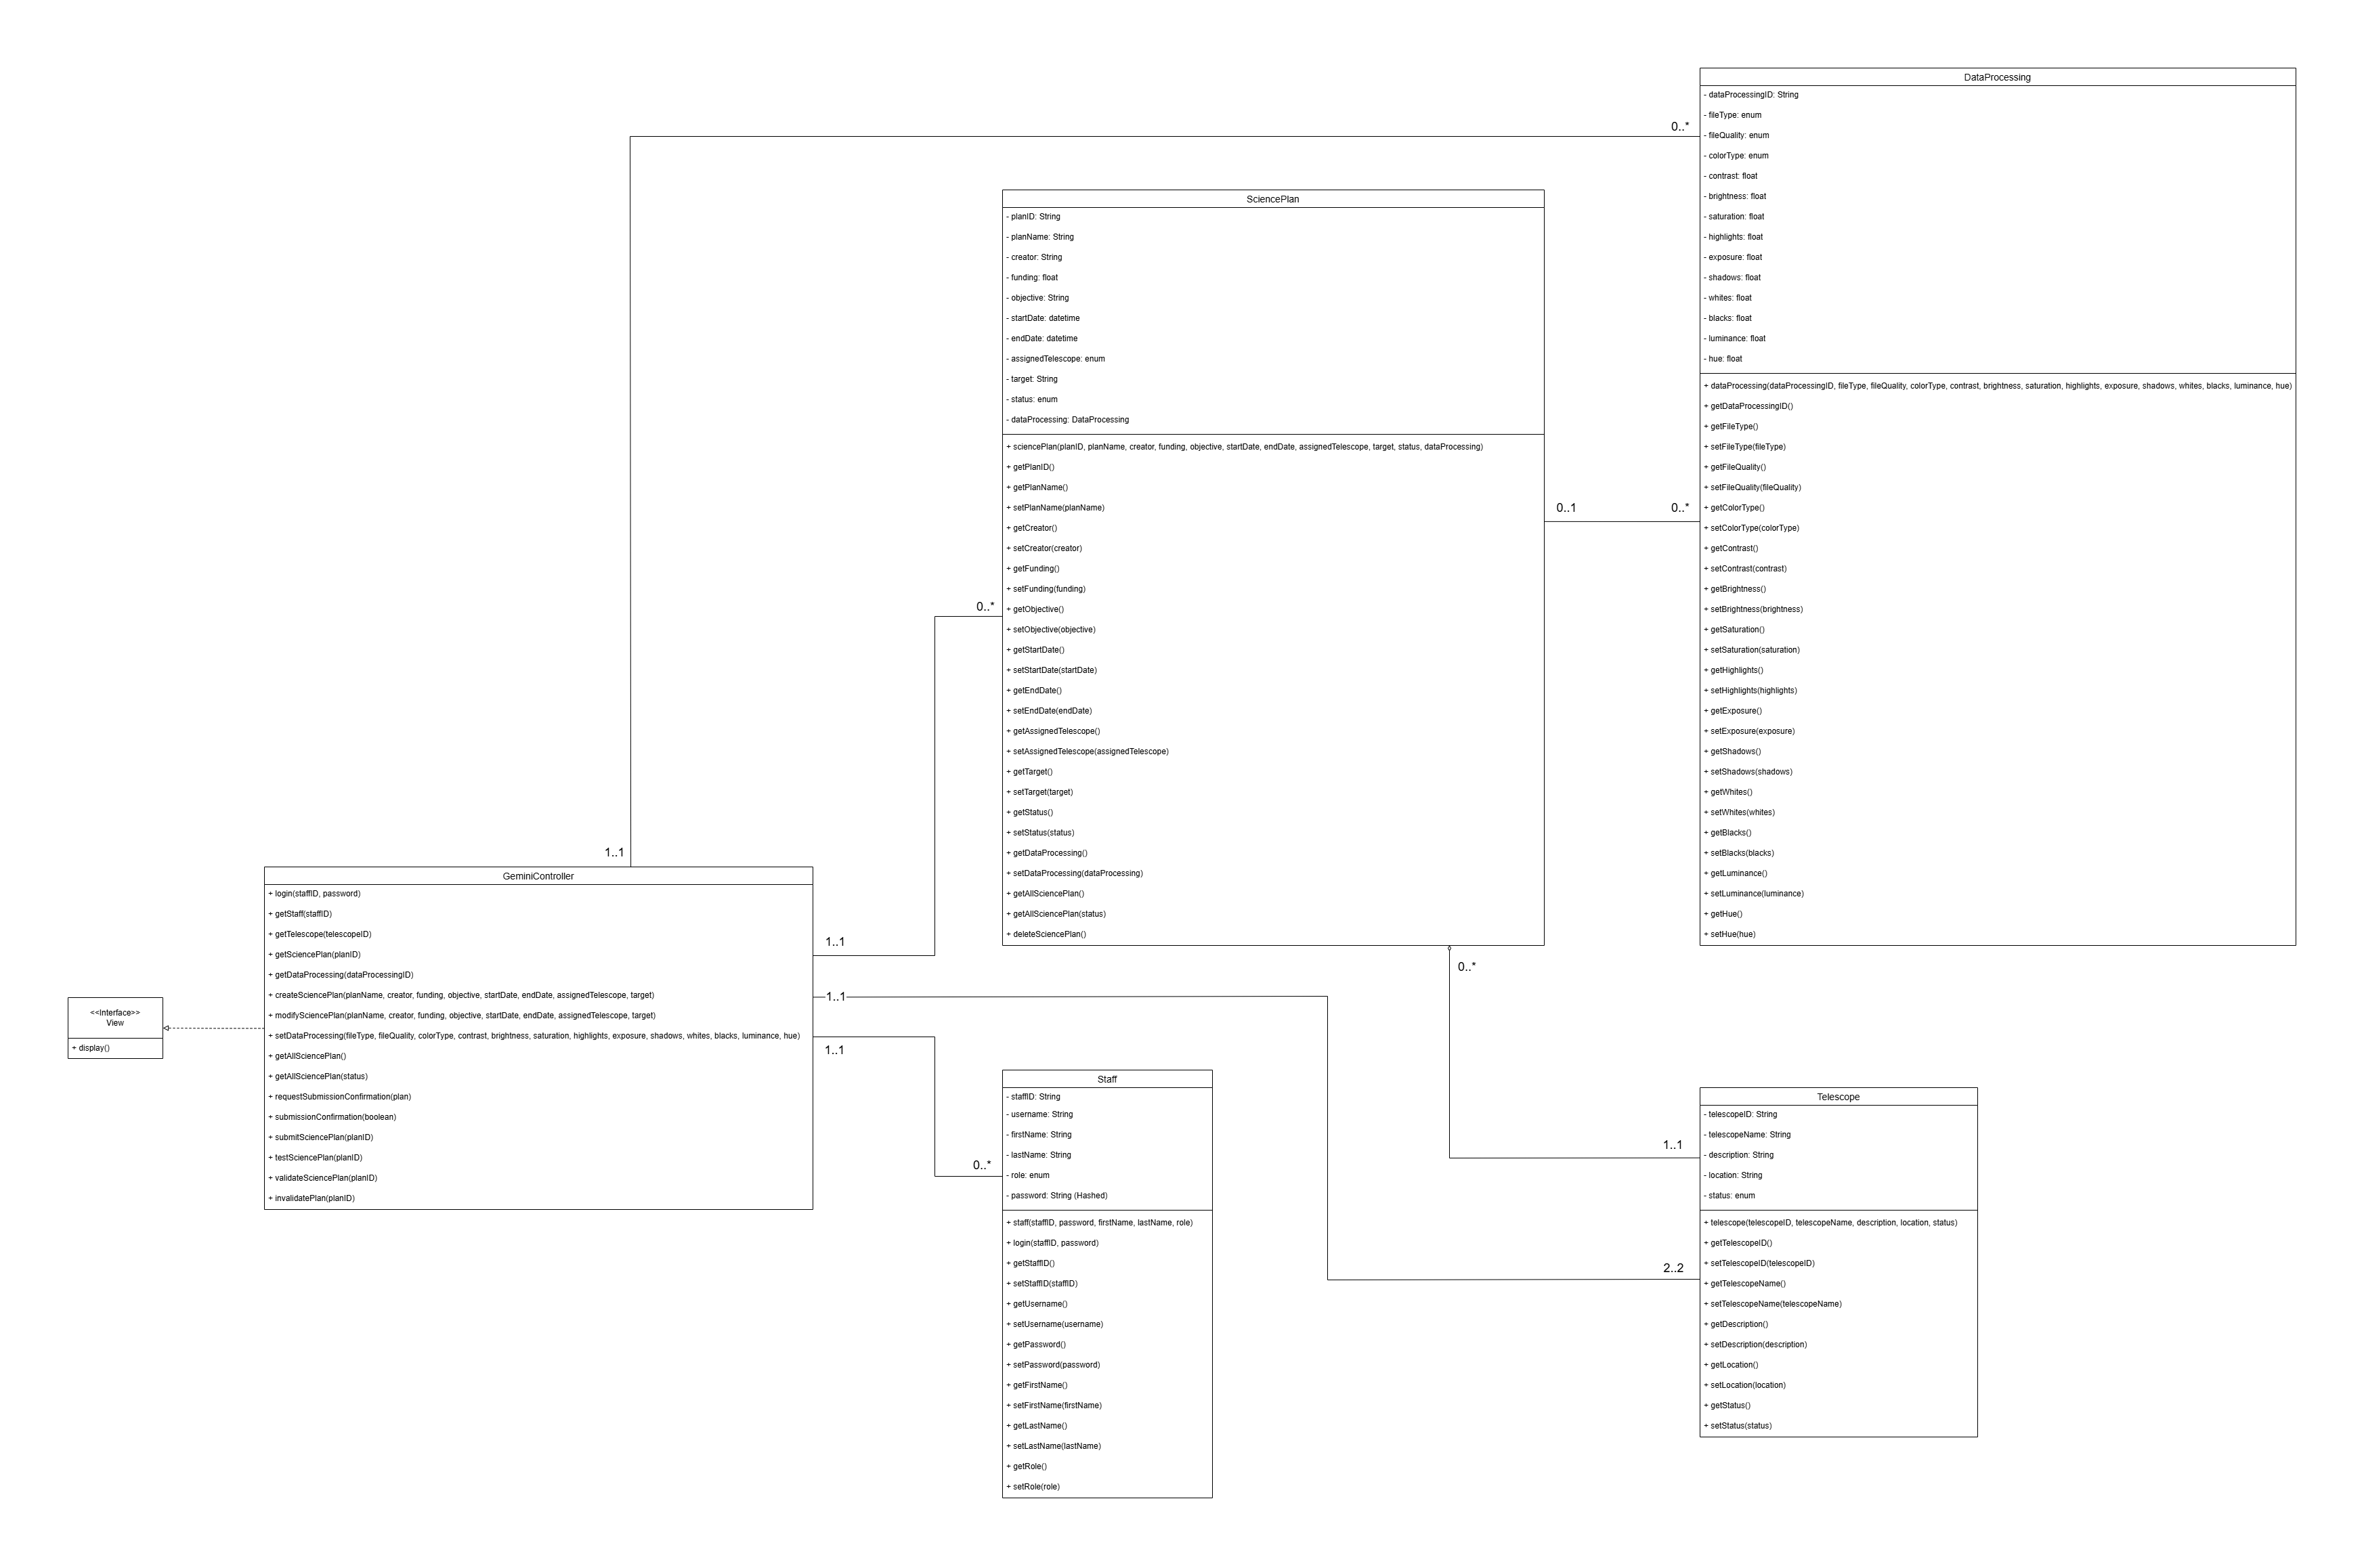 DataProcessing
- dataProcessingID: String
- fileType: enum
- fileQuality: enum
- colorType: enum
- contrast: float
- brightness: float
- saturation: float
- highlights: float
- exposure: float
- shadows: float
- whites: float
- blacks: float
- luminance: float
- hue: float
+ dataProcessing(dataProcessingID, fileType, fileQuality, colorType, contrast, brightness, saturation, highlights, exposure, shadows, whites, blacks, luminance, hue)
+ getDataProcessingID()
+ getFileType()
+ setFileType(fileType)
+ getFileQuality()
+ setFileQuality(fileQuality)
+ getColorType()
+ setColorType(colorType)
+ getContrast()
+ setContrast(contrast)
+ getBrightness()
+ setBrightness(brightness)
+ getSaturation()
+ setSaturation(saturation)
+ getHighlights()
+ setHighlights(highlights)
+ getExposure()
+ setExposure(exposure)
+ getShadows()
+ setShadows(shadows)
+ getWhites()
+ setWhites(whites)
+ getBlacks()
+ setBlacks(blacks)
+ getLuminance()
+ setLuminance(luminance)
+ getHue()
+ setHue(hue)
0..*
1..1
SciencePlan
- planID: String
- planName: String
- creator: String
- funding: float
- objective: String
- startDate: datetime
- endDate: datetime
- assignedTelescope: enum
- target: String
- status: enum
- dataProcessing: DataProcessing
+ sciencePlan(planID, planName, creator, funding, objective, startDate, endDate, assignedTelescope, target, status, dataProcessing)
+ getPlanID()
+ getPlanName()
+ setPlanName(planName)
+ getCreator()
+ setCreator(creator)
+ getFunding()
+ setFunding(funding)
+ getObjective()
+ setObjective(objective)
+ getStartDate()
+ setStartDate(startDate)
+ getEndDate()
+ setEndDate(endDate)
+ getAssignedTelescope()
+ setAssignedTelescope(assignedTelescope)
+ getTarget()
+ setTarget(target)
+ getStatus()
+ setStatus(status)
+ getDataProcessing()
+ setDataProcessing(dataProcessing)
+ getAllSciencePlan()
+ getAllSciencePlan(status)
+ deleteSciencePlan()
0..1
0..*
0..*
1..1
0..*
1..1
GeminiController
+ login(staffID, password)
+ getStaff(staffID)
+ getTelescope(telescopeID)
+ getSciencePlan(planID)
+ getDataProcessing(dataProcessingID)
+ createSciencePlan(planName, creator, funding, objective, startDate, endDate, assignedTelescope, target)
+ modifySciencePlan(planName, creator, funding, objective, startDate, endDate, assignedTelescope, target)
+ setDataProcessing(fileType, fileQuality, colorType, contrast, brightness, saturation, highlights, exposure, shadows, whites, blacks, luminance, hue)
+ getAllSciencePlan()
+ getAllSciencePlan(status)
+ requestSubmissionConfirmation(plan)
+ submissionConfirmation(boolean)
+ submitSciencePlan(planID)
+ testSciencePlan(planID)
+ validateSciencePlan(planID)
+ invalidatePlan(planID)
<<Interface>>
View
+ display()
1..1
0..*
Staff
- staffID: String
- username: String
- firstName: String
- lastName: String
- role: enum
- password: String (Hashed)
+ staff(staffID, password, firstName, lastName, role)
+ login(staffID, password)
+ getStaffID()
+ setStaffID(staffID)
+ getUsername()
+ setUsername(username)
+ getPassword()
+ setPassword(password)
+ getFirstName()
+ setFirstName(firstName)
+ getLastName()
+ setLastName(lastName)
+ getRole()
+ setRole(role)
1..1
2..2
Telescope
- telescopeID: String
- telescopeName: String
- description: String
- location: String
- status: enum
+ telescope(telescopeID, telescopeName, description, location, status)
+ getTelescopeID()
+ setTelescopeID(telescopeID)
+ getTelescopeName()
+ setTelescopeName(telescopeName)
+ getDescription()
+ setDescription(description)
+ getLocation()
+ setLocation(location)
+ getStatus()
+ setStatus(status)